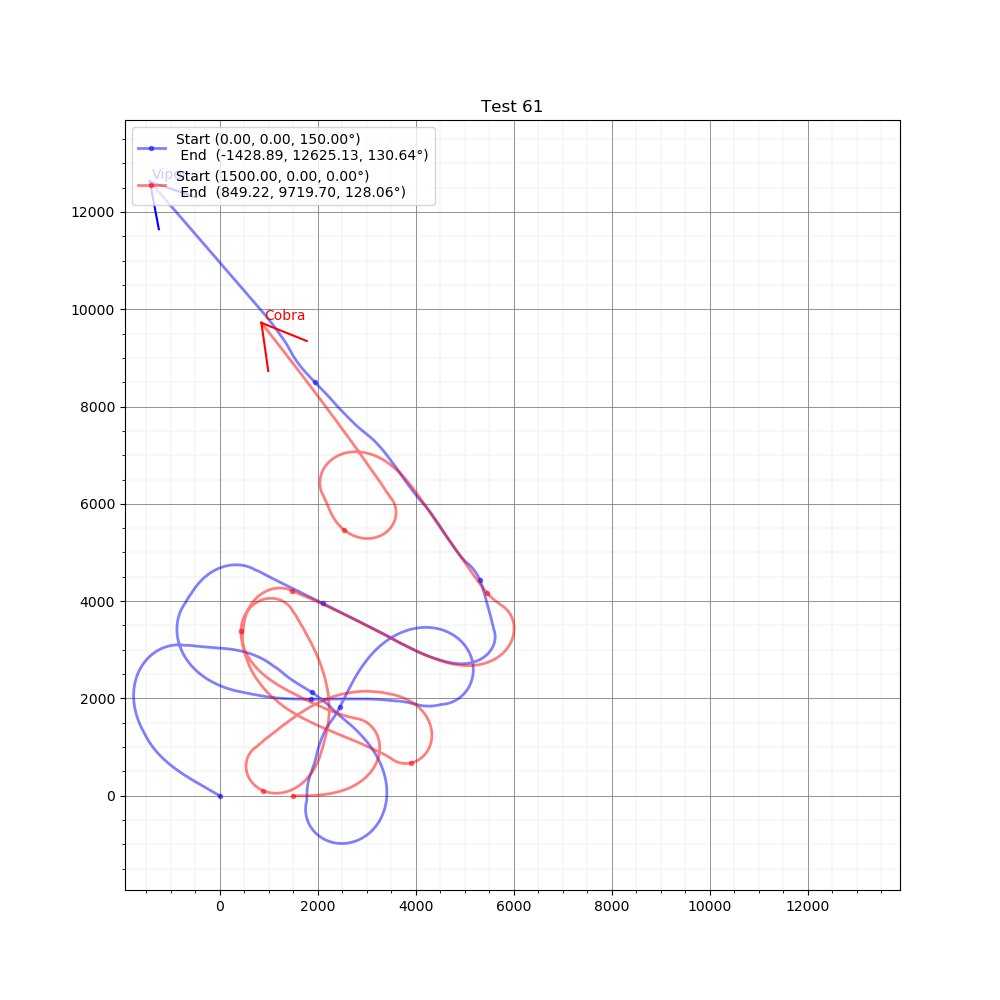 Test 61
Start (0.00, 0.00, 150.00°)
End (-1428.89, 12625.13, 130.64°)
Start (1500.00, 0.00, 0.00°)
End (849.22, 9719.70, 128.06°)
Viper
Cobra
12000
10000
8000
6000
4000
2000
0
0 2000 4000 6000 8000 10000 12000